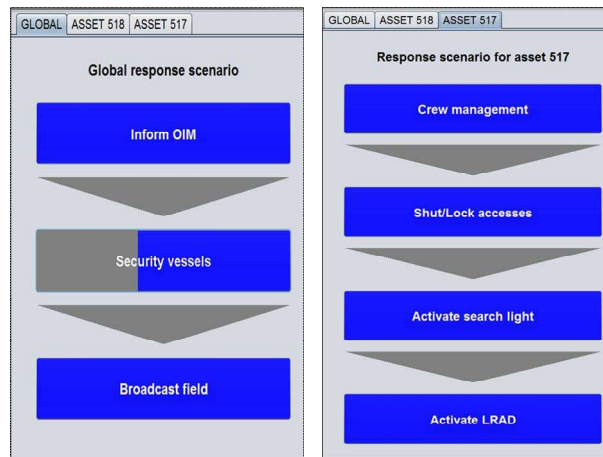 GLOBAL ASSET 518 ASSET 517
Global response scenario
Inform OIM
Security vessels
Broadcast field
GLOBAL ASSET 518 ASSET 517
Response scenario for asset 517
Crew management
Shut/Lock accesses
Activate search light
Activate LRAD